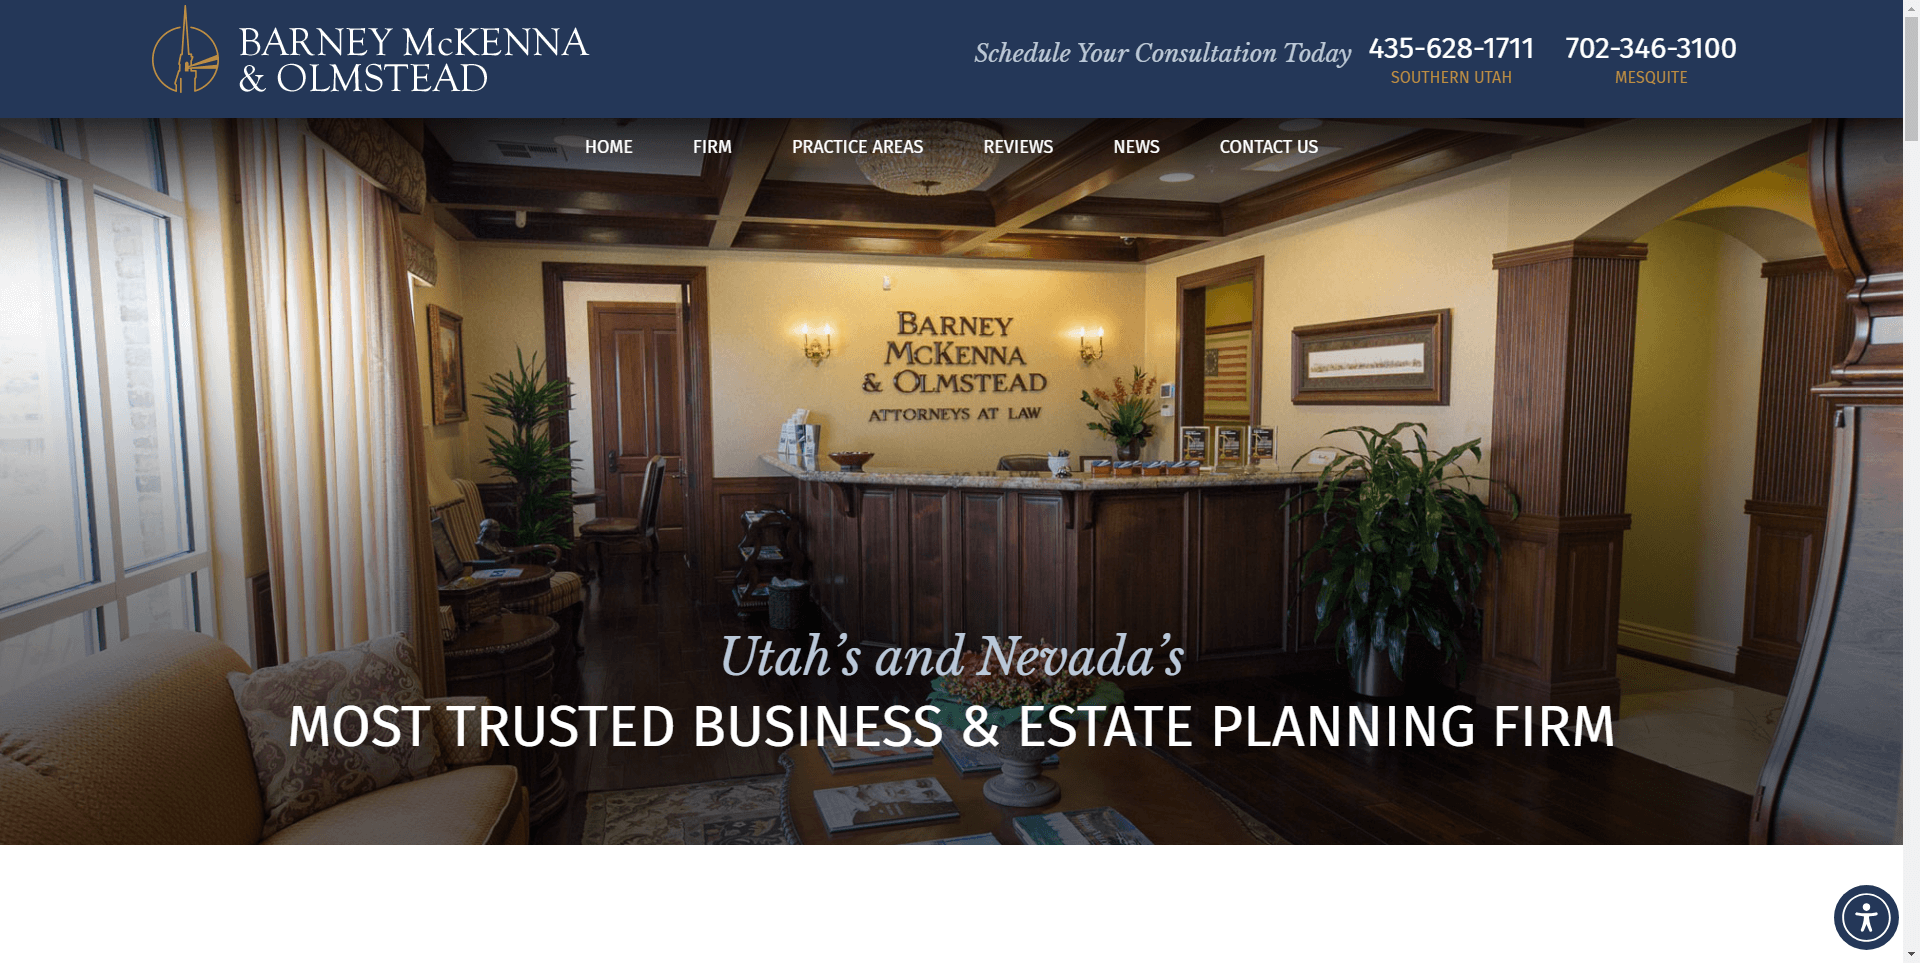 BARNEY McKENNA
& OLMSTEAD
Schedule Your Consultation Today
435-628-1711
SOUTHERN UTAH
702-346-3100
MESQUITE
HOME
FIRM
PRACTICE AREAS
REVIEWS
NEWS
CONTACT US
BARNEY
MCKENNA
& OLMSTEAD
ATTORNEYS AT LAW
Utah’s and Nevada’s
MOST TRUSTED BUSINESS & ESTATE PLANNING FIRM